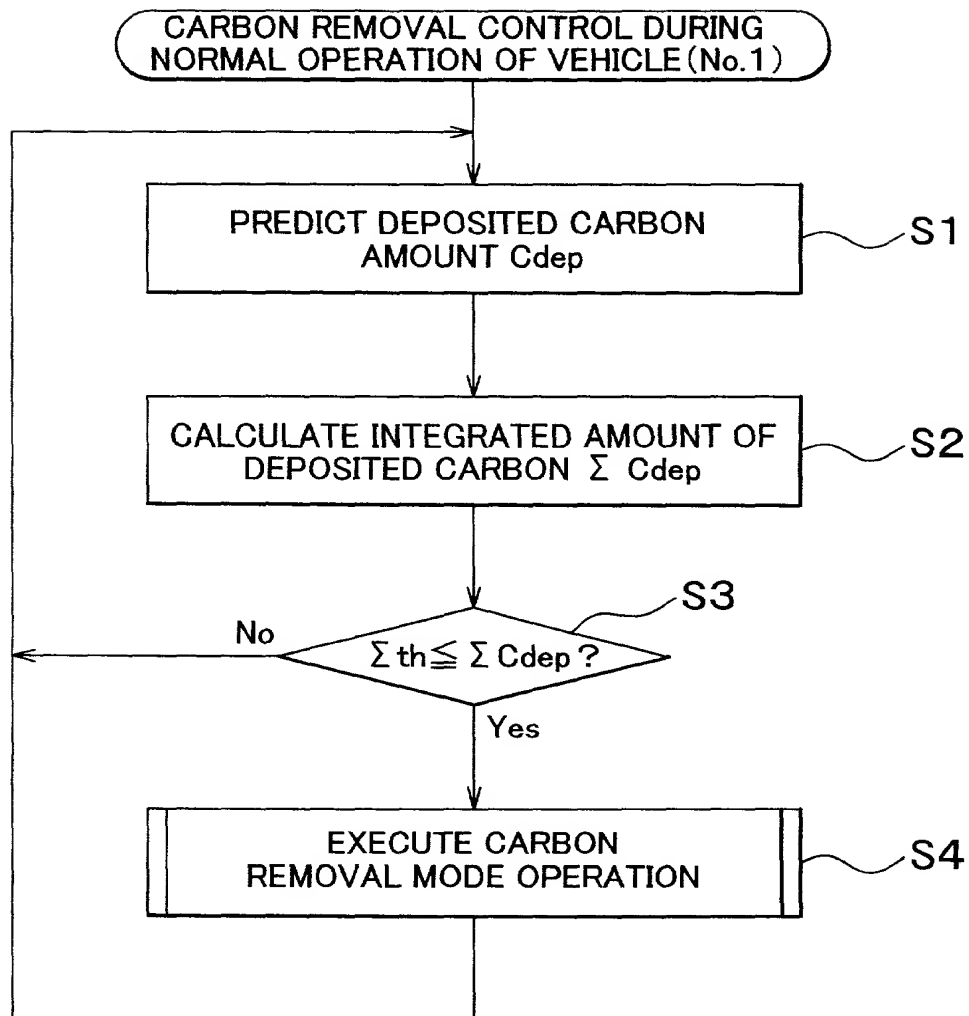 CARBON REMOVAL CONTROL DURING
NORMAL OPERATION OF VEHICLE(No.1)
PREDICT DEPOSITED CARBON
AMOUNT Cdep
S1
CALCULATE INTEGRATED AMOUNT OF
DEPOSITED CARBON Σ Cdep
S2
S3
No
Σth≦ΣCdep?
Yes
EXECUTE CARBON
REMOVAL MODE OPERATION
S4